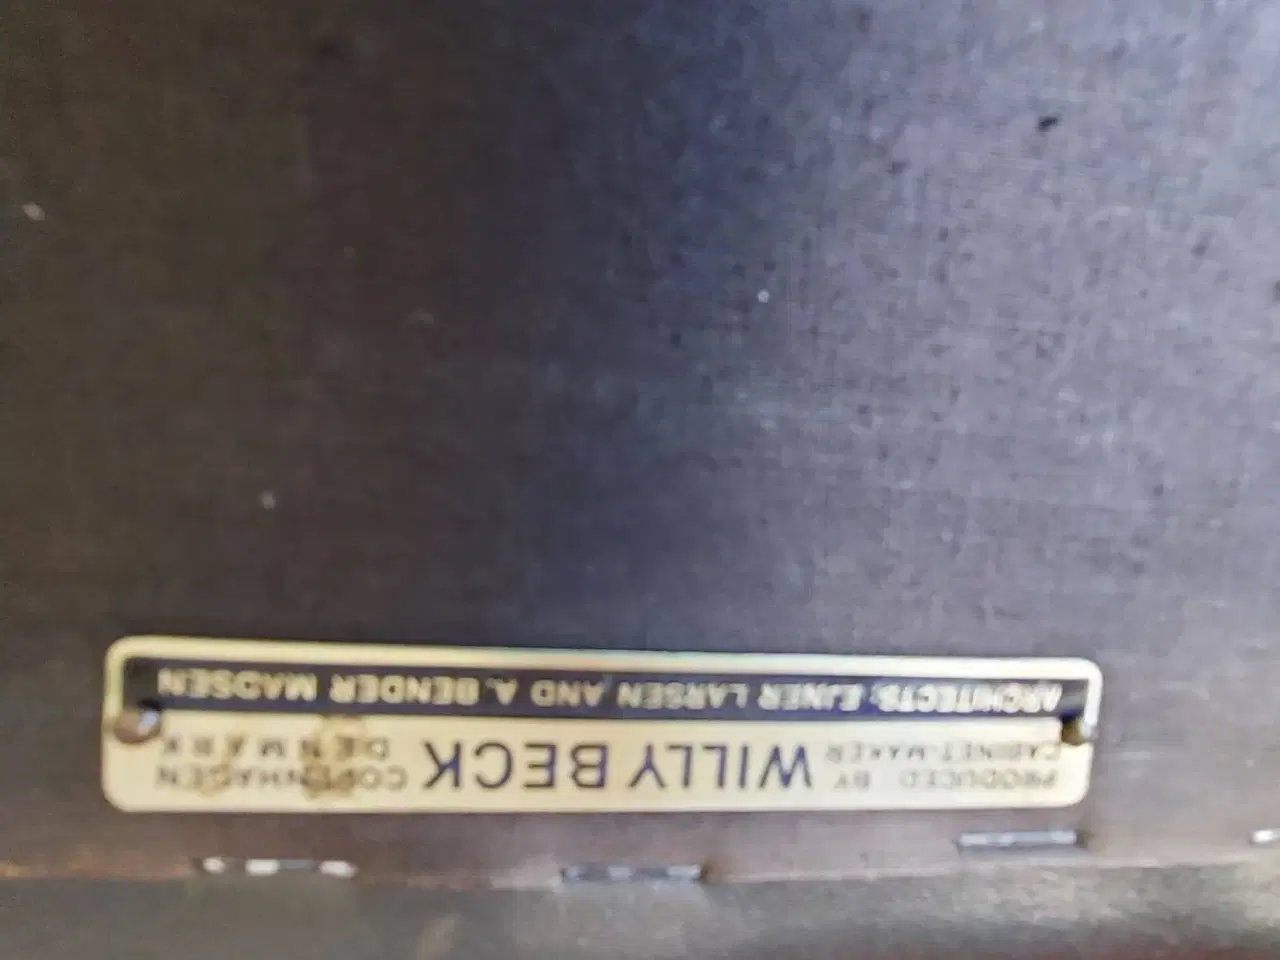 PRODUCED BY
CABINET-MAKER
WILLY BECK
COPENHAGEN
DENMARK
ARCHITECTS: EJNER LARSEN AND A. BENDER MADSEN